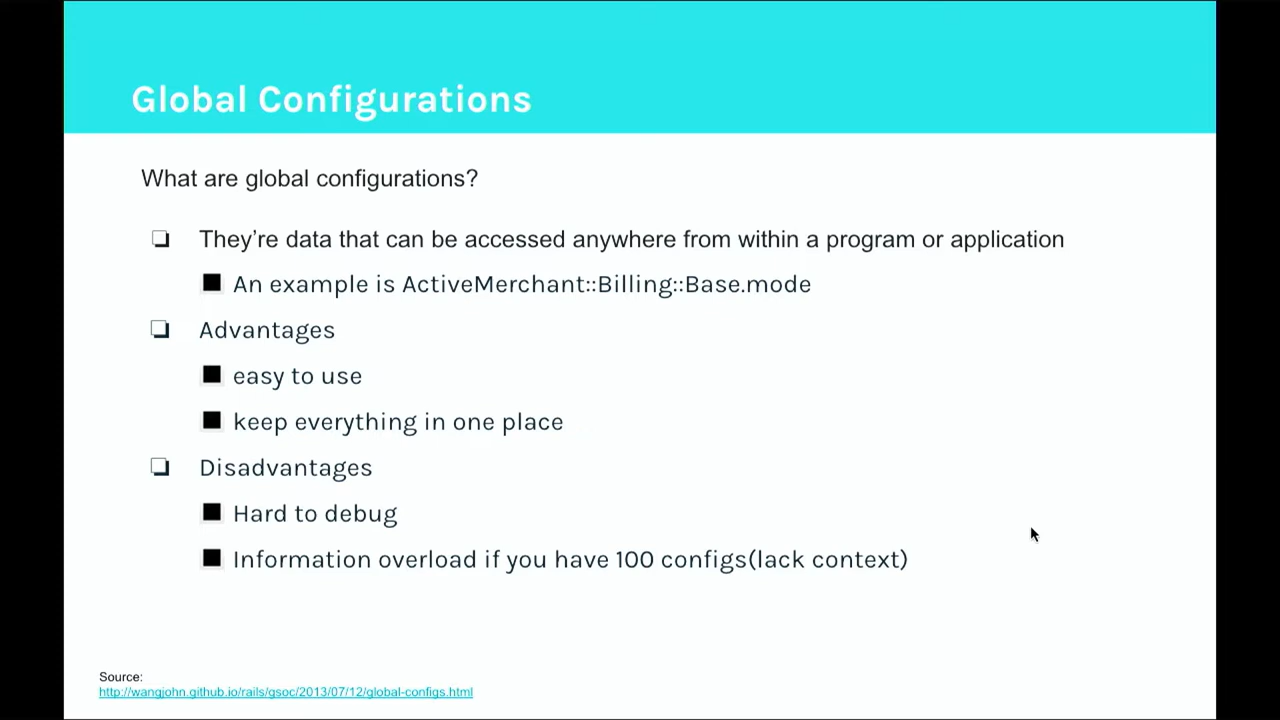 Global Configurations
What are global configurations?
They're data that can be accessed anywhere from within a program or application
An example is ActiveMerchant::Billing::Base.mode
Advantages
easy to use
keep everything in one place
Disadvantages
Hard to debug
Information overload if you have 100 configs(lack context)
Source:
http://wangjohn.github.io/rails/gsoc/2013/07/12/global-configs.html